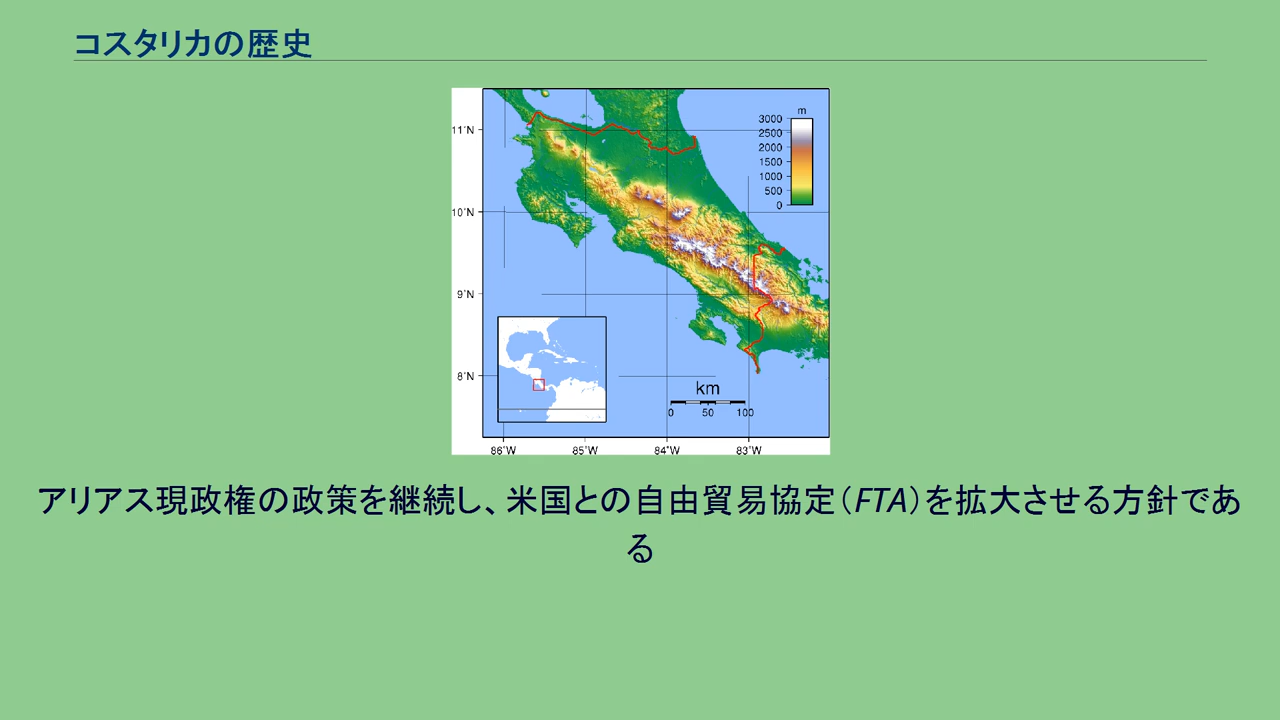 コスタリカの歴史
m
3000
2500
2000
1500
1000
500
0
11°N
10°N
9°N
8°N
km
0 50 100
86°W 85°W 84°W 83°W
アリアス現政権の政策を継続し、米国との自由貿易協定（FTA）を拡大させる方針であ
る